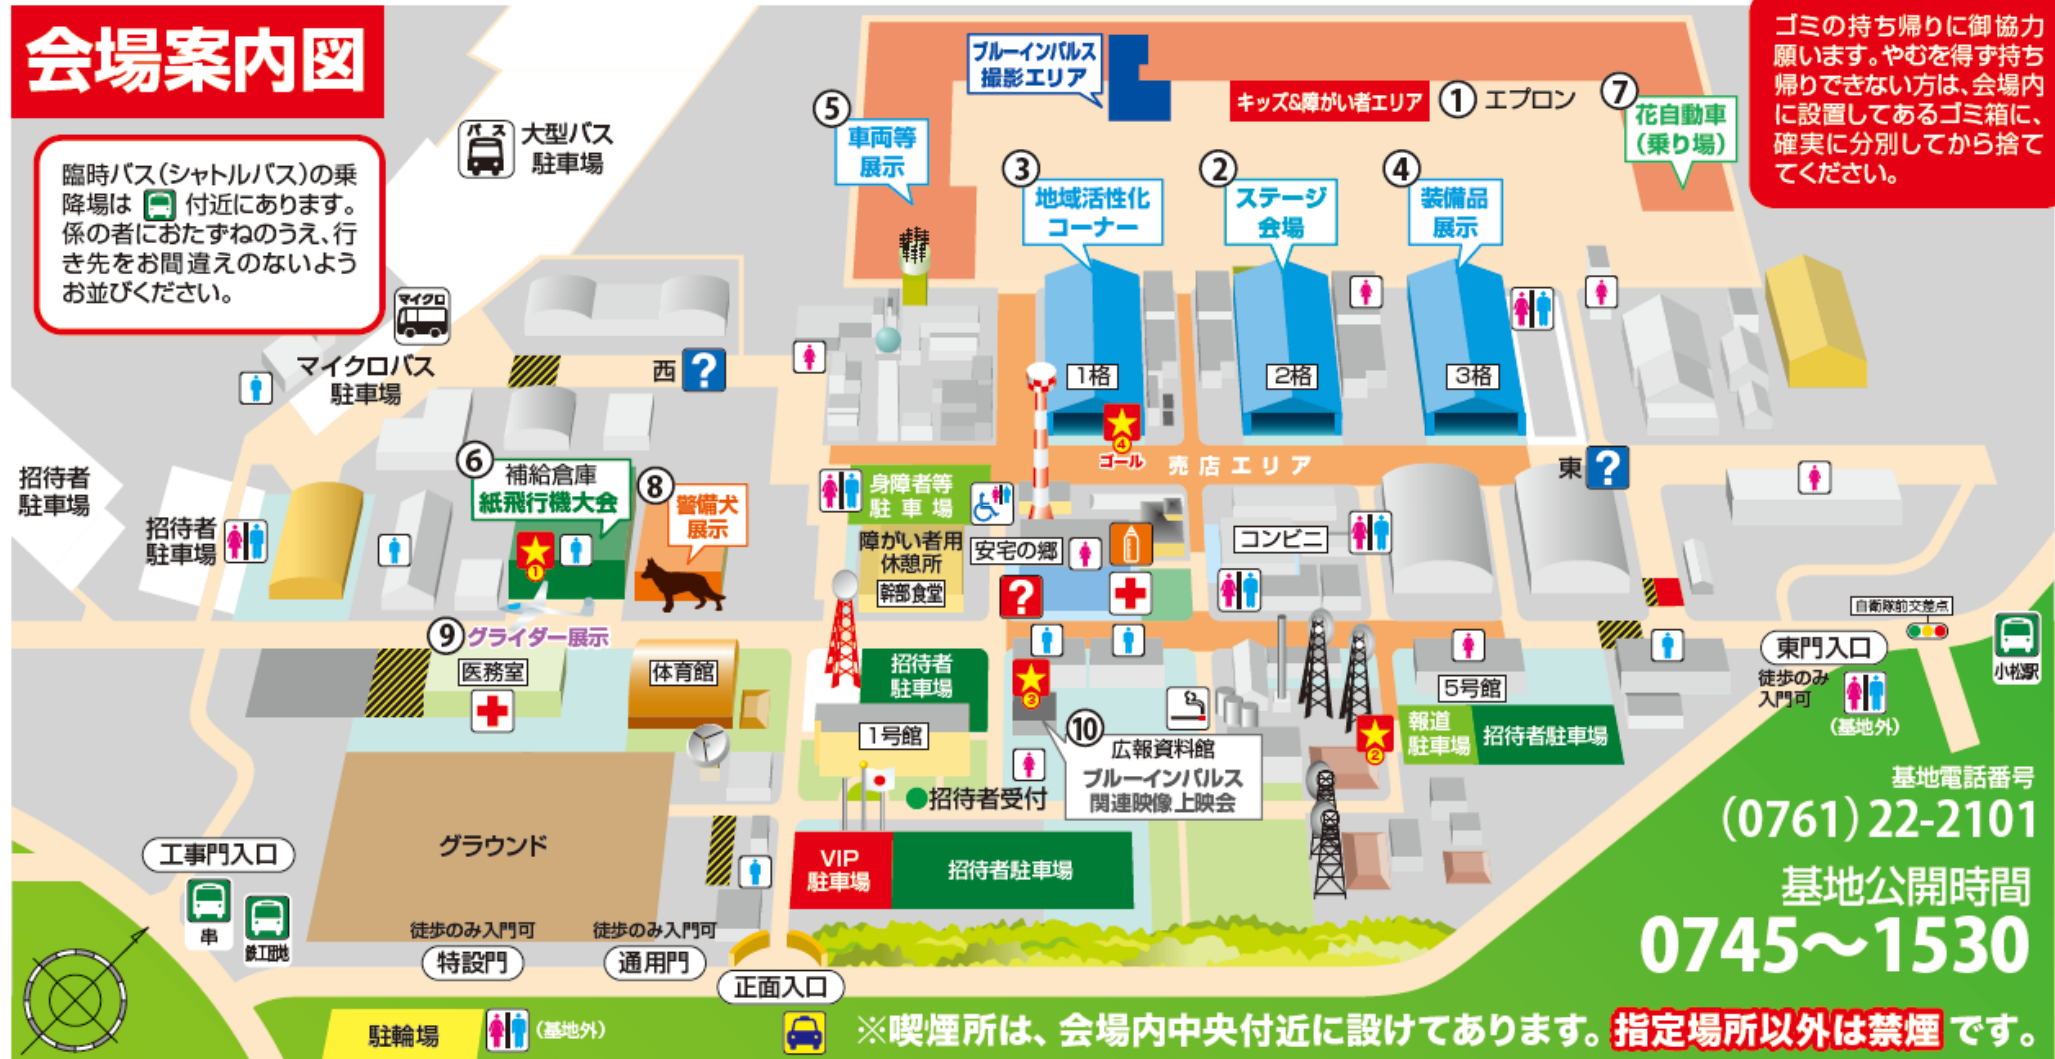 会場案内図
臨時バス(シャトルバス)の乗
降場は 付近にあります。
係の者におたずねのうえ、行
き先をお間違えのないよう
お並びください。
ゴミの持ち帰りに御協力
願います。やむを得ず持ち
帰りできない方は、会場内
に設置してあるゴミ箱に、
確実に分別してから捨て
てください。
バス
大型バス
駐車場
マイクロ
マイクロバス
駐車場
ブルーインパルス
撮影エリア
キッズ&障がい者エリア
① エプロン
⑦
花自動車
(乗り場)
⑤
車両等
展示
③
地域活性化
コーナー
②
ステージ
会場
④
装備品
展示
西 ?
1格
2格
3格
④
ゴール
売店エリア
東 ?
招待者
駐車場
招待者
駐車場
⑥
補給倉庫
紙飛行機大会
①
⑧
警備犬
展示
身障者等
駐車場
障がい者用
休憩所
幹部食堂
安宅の郷
?
コンビニ
⑨ グライダー展示
医務室
体育館
招待者
駐車場
1号館
③
⑩
広報資料館
ブルーインパルス
関連映像上映会
5号館
②
報道
駐車場
招待者駐車場
自衛隊前交差点
東門入口
徒歩のみ
入門可
(基地外)
小松駅
●招待者受付
グラウンド
VIP
駐車場
招待者駐車場
工事門入口
串
鉄工団地
徒歩のみ入門可
特設門
徒歩のみ入門可
通用門
正面入口
駐輪場
(基地外)
基地電話番号
(0761)22-2101
基地公開時間
0745〜1530
※喫煙所は、会場内中央付近に設けてあります。指定場所以外は禁煙です。